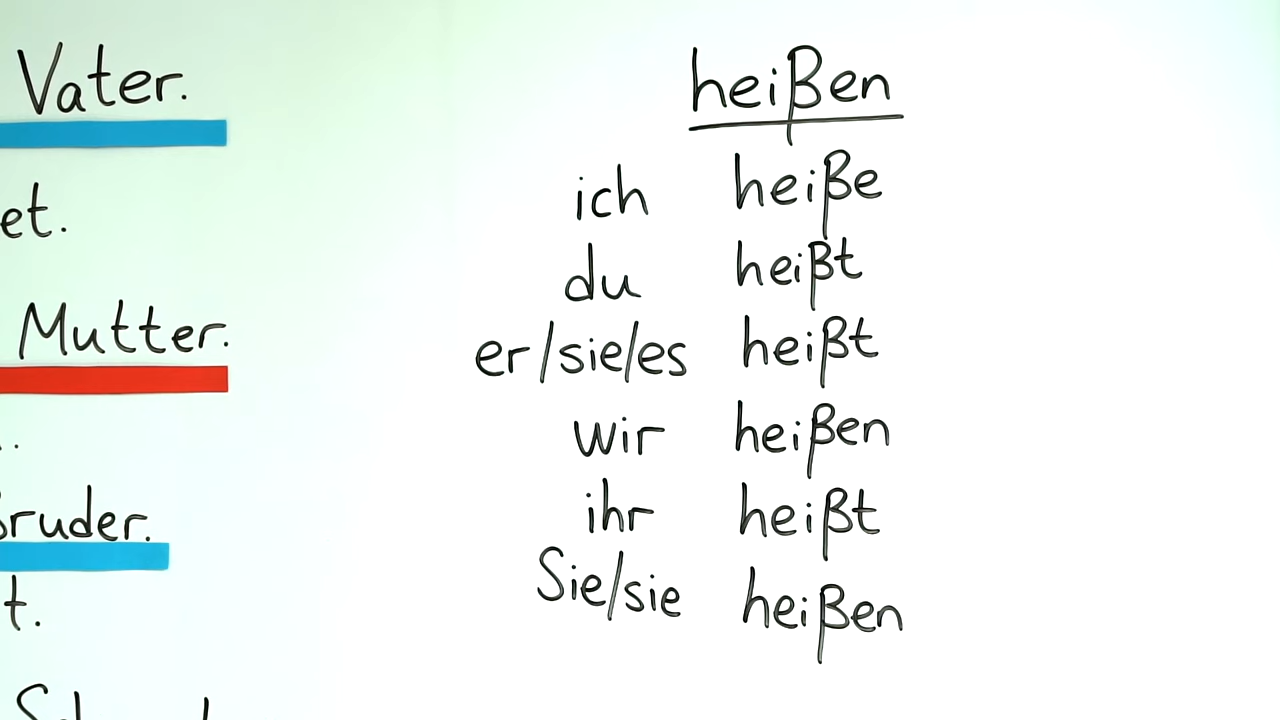 Vater.
et.
Mutter.
Bruder.
t.
heißen
ich heiße
du heißt
er/sie/es heißt
wir heißen
ihr heißt
Sie/sie heißen